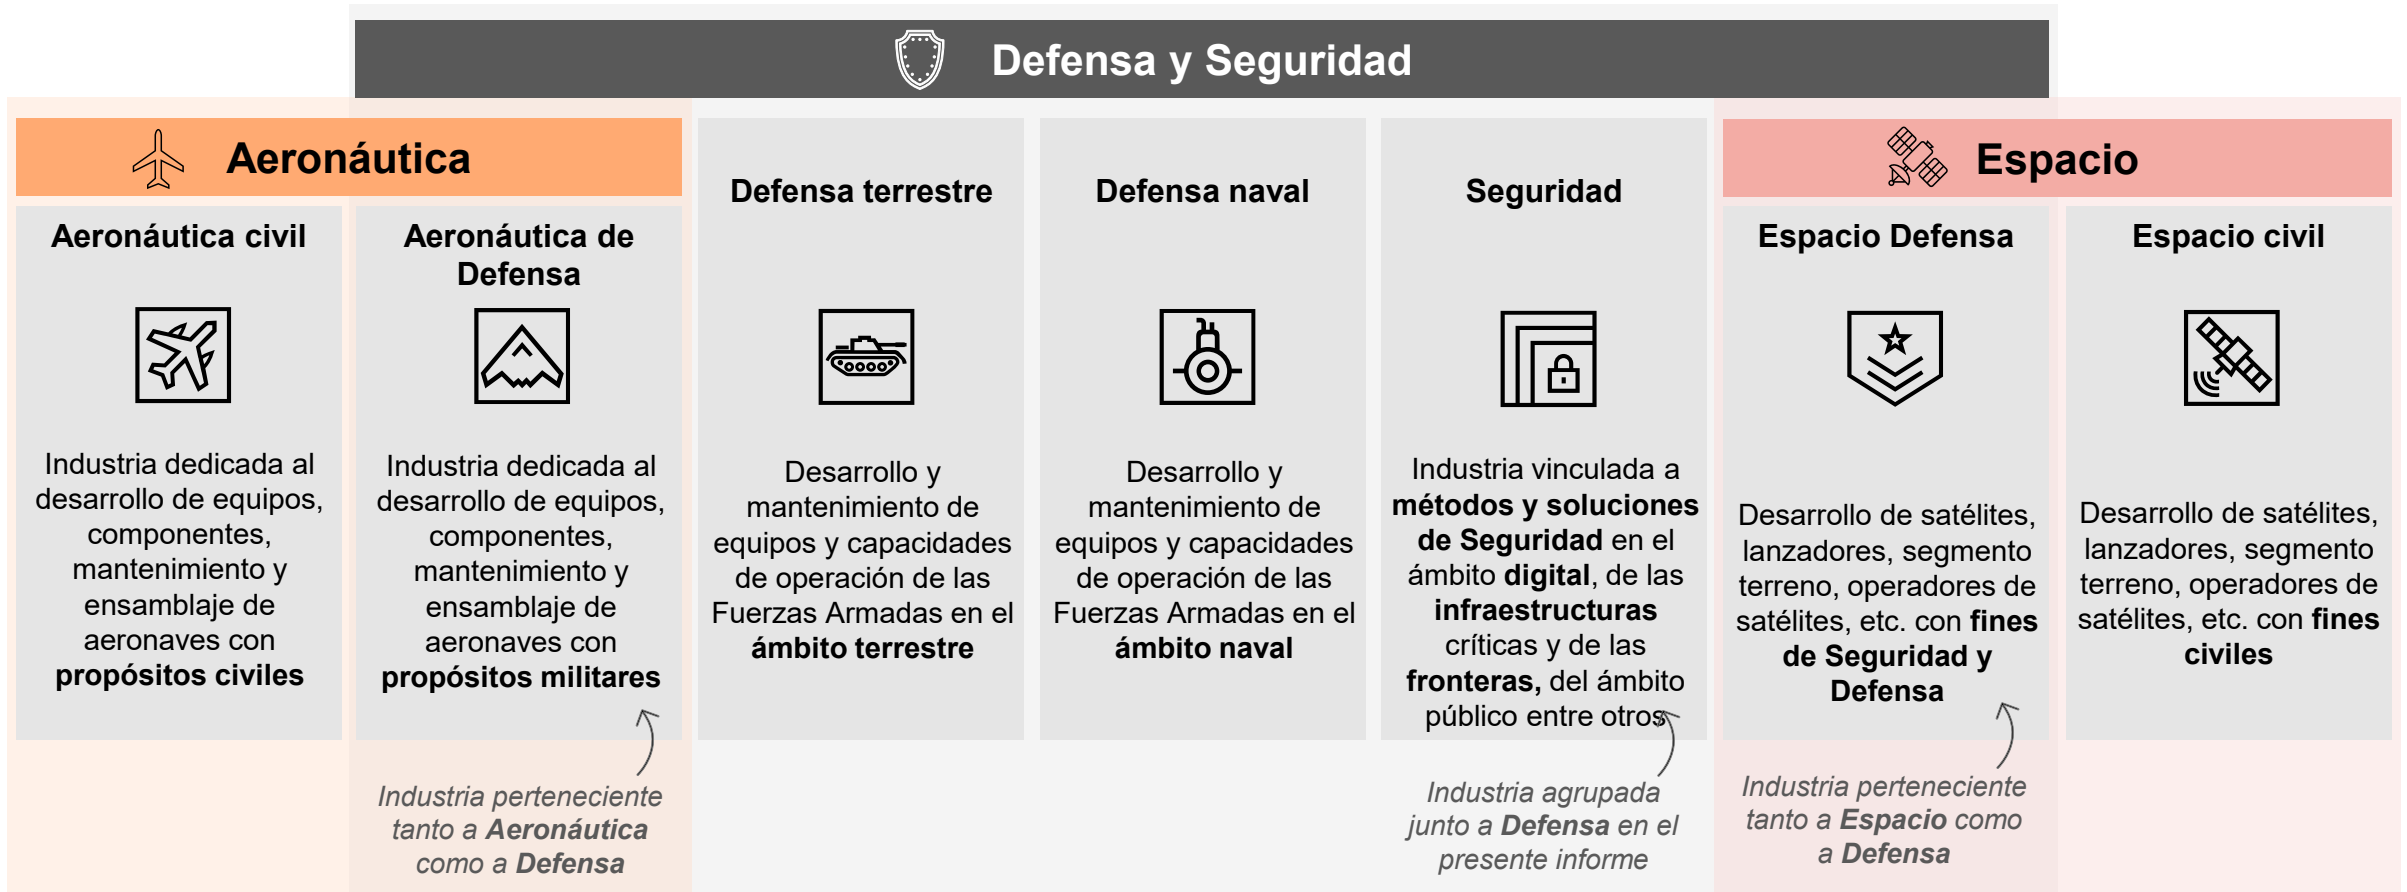 Defensa y Seguridad
Aeronáutica
Aeronáutica civil
Industria dedicada al
desarrollo de equipos,
componentes,
mantenimiento y
ensamblaje de
aeronaves con
propósitos civiles
Aeronáutica de
Defensa
Industria dedicada al
desarrollo de equipos,
componentes,
mantenimiento y
ensamblaje de
aeronaves con
propósitos militares
Industria perteneciente
tanto a Aeronáutica
como a Defensa
Defensa terrestre
Desarrollo y
mantenimiento de
equipos y capacidades
de operación de las
Fuerzas Armadas en el
ámbito terrestre
Defensa naval
Desarrollo y
mantenimiento de
equipos y capacidades
de operación de las
Fuerzas Armadas en el
ámbito naval
Seguridad
Industria vinculada a
métodos y soluciones
de Seguridad en el
ámbito digital, de las
infraestructuras
críticas y de las
fronteras, del ámbito
público entre otros
Industria agrupada
junto a Defensa en el
presente informe
Espacio
Espacio Defensa
Desarrollo de satélites,
lanzadores, segmento
terreno, operadores de
satélites, etc. con fines
de Seguridad y
Defensa
Industria perteneciente
tanto a Espacio como
a Defensa
Espacio civil
Desarrollo de satélites,
lanzadores, segmento
terreno, operadores de
satélites, etc. con fines
civiles